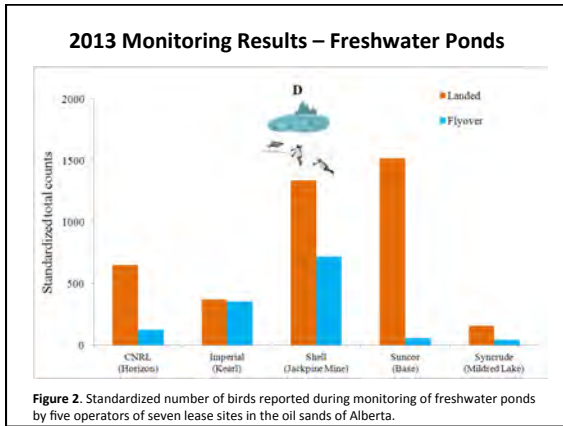 2013 Monitoring Results – Freshwater Ponds
D
Landed
Flyover
2000
1500
1000
500
0
Standardized total counts
CNRL
(Horizon)
Imperial
(Kearl)
Shell
(Jackpine Mine)
Suncor
(Base)
Syncrude
(Mildred Lake)
Figure 2. Standardized number of birds reported during monitoring of freshwater ponds
by five operators of seven lease sites in the oil sands of Alberta.